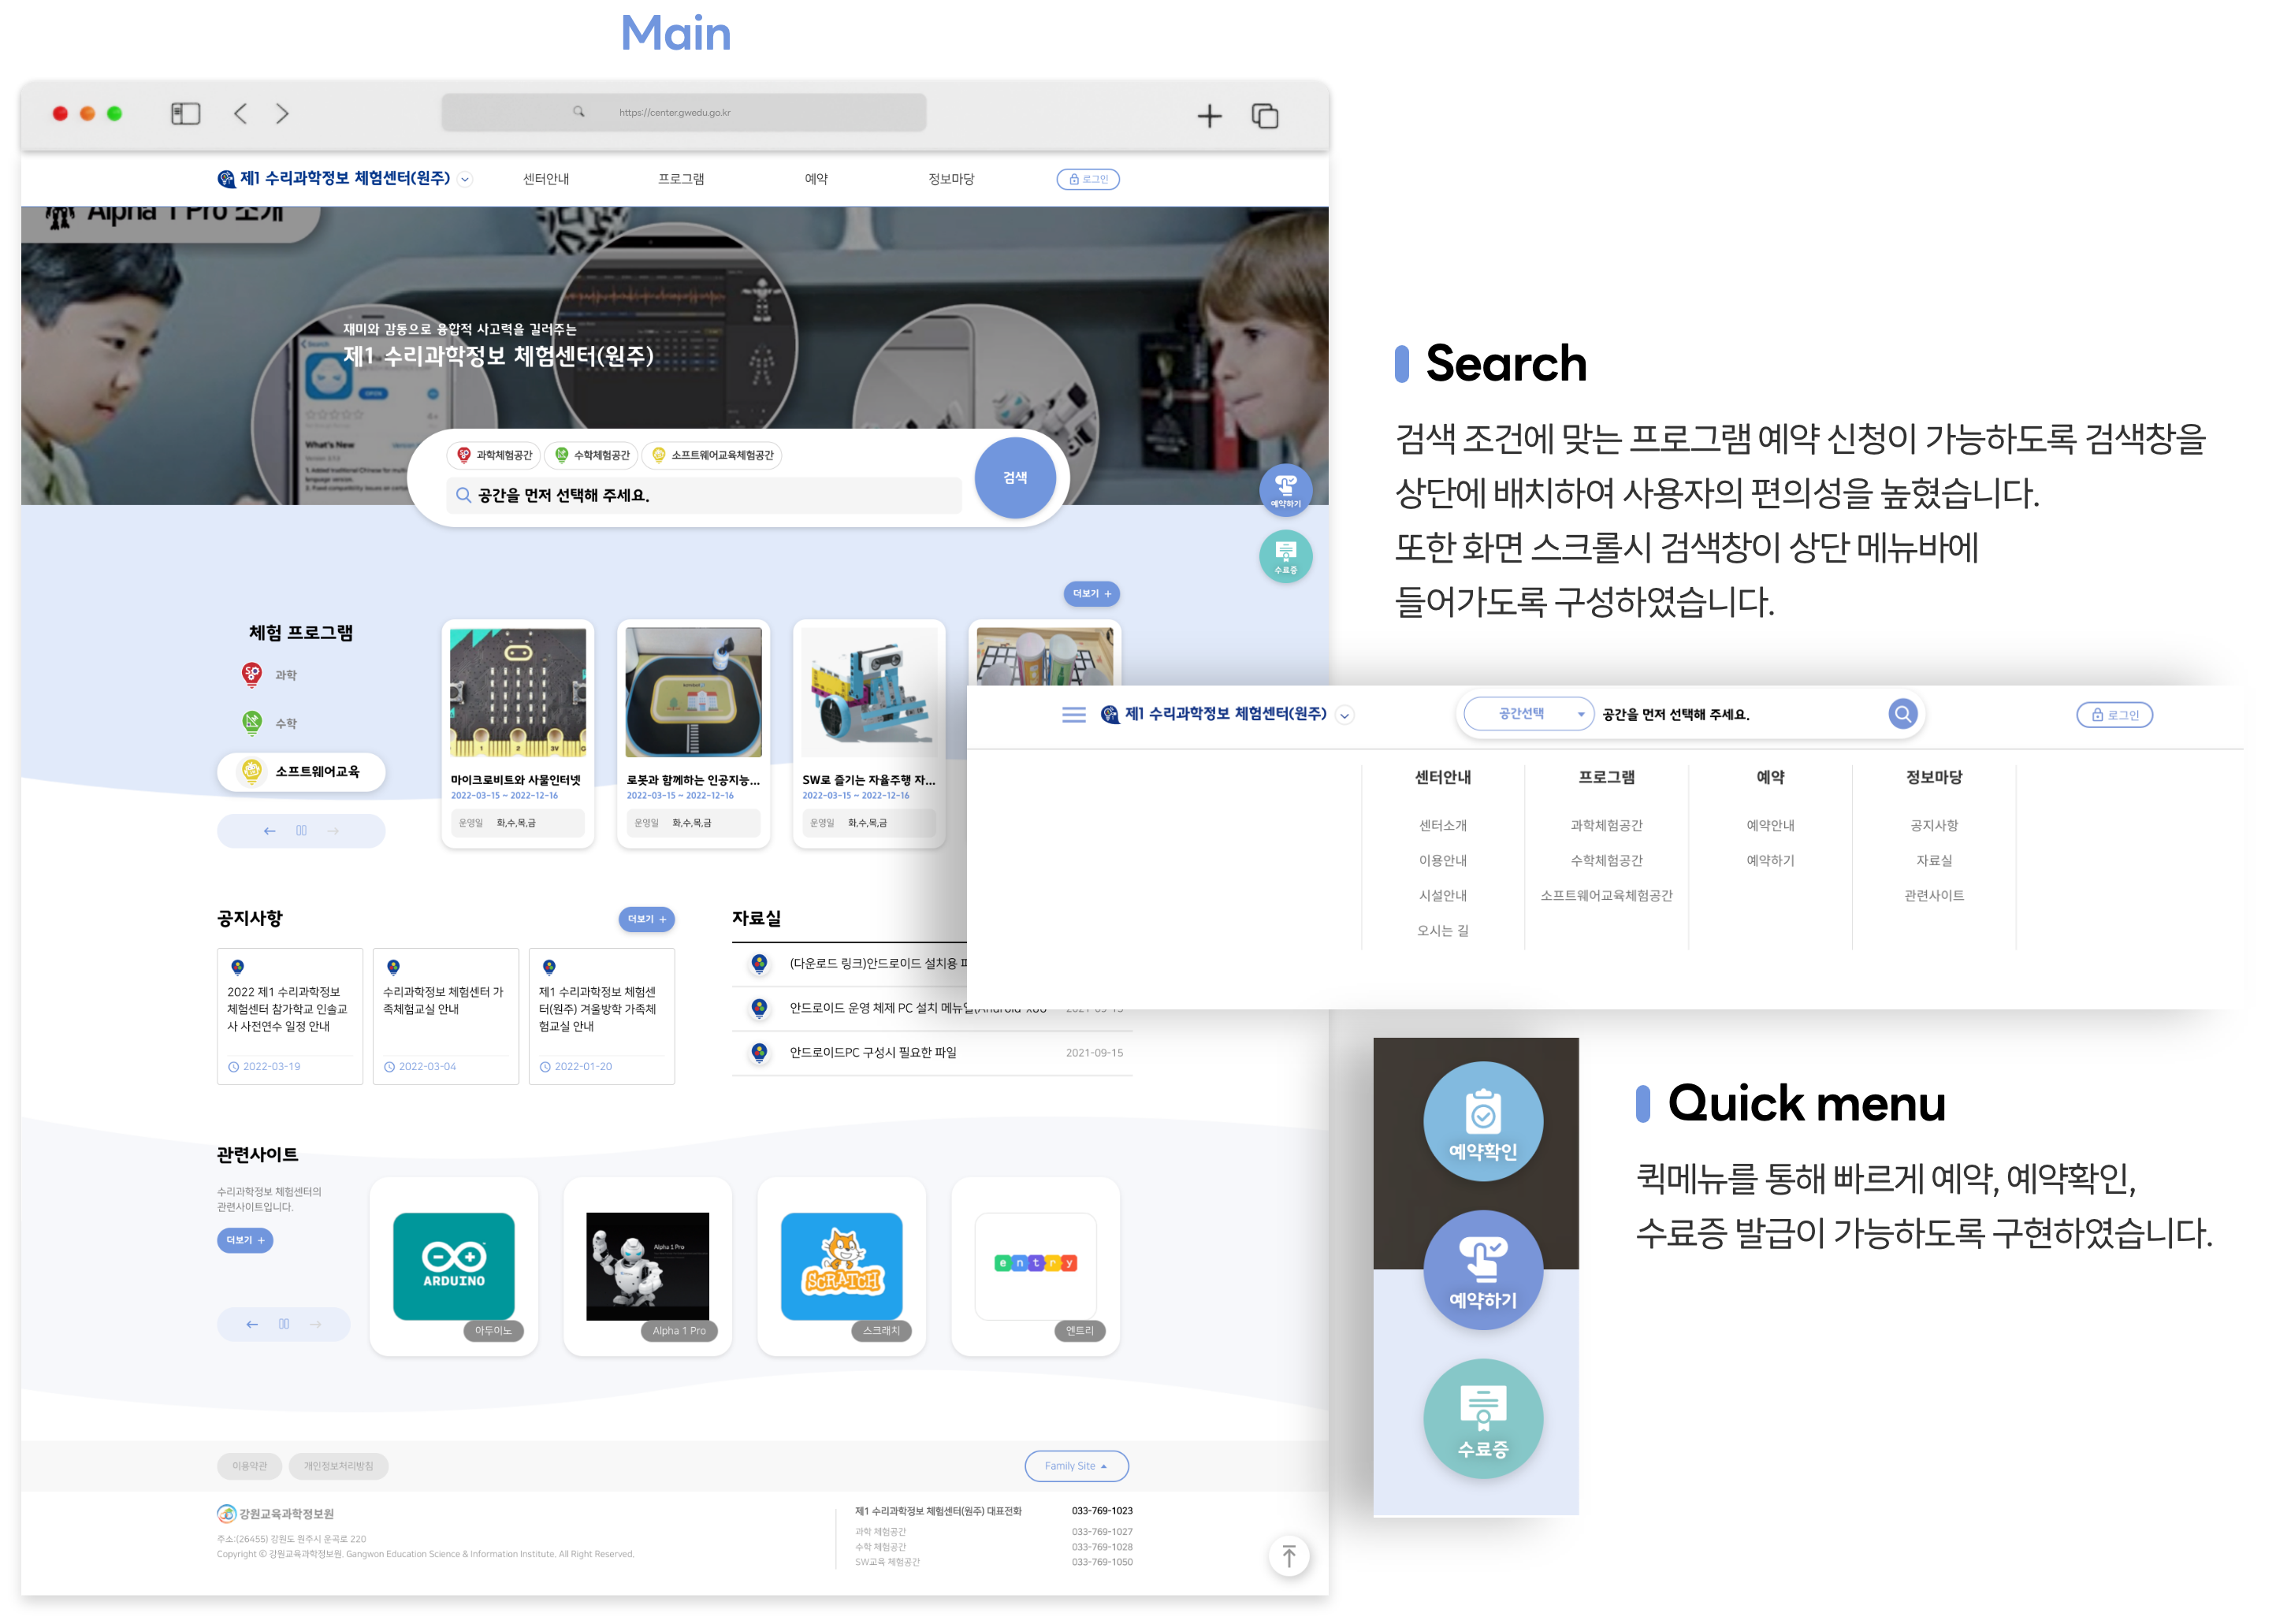 Main
https://center.gwedu.go.kr
제1 수리과학정보 체험센터(원주)
센터안내
프로그램
예약
정보마당
로그인
Alpha 1 Pro 소개
재미와 감동으로 융합적 사고력을 길러주는
제1 수리과학정보 체험센터(원주)
Search
OPEN
What's New
과학체험공간
수학체험공간
소프트웨어교육체험공간
공간을 먼저 선택해 주세요.
검색
예약하기
수료증
더보기 +
체험 프로그램
과학
수학
소프트웨어교육
마이크로비트와 사물인터넷
2022-03-15 ~ 2022-12-16
운영일 화,수,목,금
로봇과 함께하는 인공지능...
2022-03-15 ~ 2022-12-16
운영일 화,수,목,금
SW로 즐기는 자율주행 자...
2022-03-15 ~ 2022-12-16
운영일 화,수,목,금
공지사항
더보기 +
2022 제1 수리과학정보
체험센터 참가학교 인솔교
사 사전연수 일정 안내
2022-03-19
수리과학정보 체험센터 가
족체험교실 안내
2022-03-04
제1 수리과학정보 체험센
터(원주) 겨울방학 가족체
험교실 안내
2022-01-20
자료실
(다운로드 링크)안드로이드 설치용
안드로이드 운영 체제 PC 설치 메뉴얼(Android-x86
2021-09-15
안드로이드PC 구성시 필요한 파일
2021-09-15
관련사이트
수리과학정보 체험센터의
관련사이트입니다.
더보기 +
ARDUINO
아두이노
Alpha 1 Pro
Alpha 1 Pro
SCRATCH
스크래치
entry
엔트리
이용약관
개인정보처리방침
Family Site
강원교육과학정보원
주소:(26455) 강원도 원주시 운곡로 220
Copyright © 강원교육과학정보원. Gangwon Education Science & Information Institute. All Right Reserved.
제1 수리과학정보 체험센터(원주) 대표전화 033-769-1023
과학 체험공간 033-769-1027
수학 체험공간 033-769-1028
SW교육 체험공간 033-769-1050
Search
검색 조건에 맞는 프로그램 예약 신청이 가능하도록 검색창을
상단에 배치하여 사용자의 편의성을 높혔습니다.
또한 화면 스크롤시 검색창이 상단 메뉴바에
들어가도록 구성하였습니다.
제1 수리과학정보 체험센터(원주)
공간선택
공간을 먼저 선택해 주세요.
로그인
센터안내
센터소개
이용안내
시설안내
오시는 길
프로그램
과학체험공간
수학체험공간
소프트웨어교육체험공간
예약
예약안내
예약하기
정보마당
공지사항
자료실
관련사이트
예약확인
예약하기
수료증
Quick menu
퀵메뉴를 통해 빠르게 예약, 예약확인,
수료증 발급이 가능하도록 구현하였습니다.